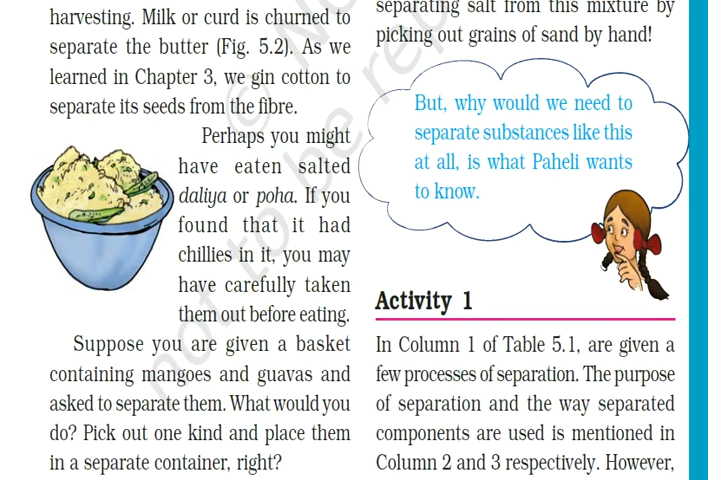 harvesting. Milk or curd is churned to
separate the butter (Fig. 5.2). As we
learned in Chapter 3, we gin cotton to
separate its seeds from the fibre.
Perhaps you might
have eaten salted
daliya or poha. If you
found that it had
chillies in it, you may
have carefully taken
them out before eating.
Suppose you are given a basket
containing mangoes and guavas and
asked to separate them. What would you
do? Pick out one kind and place them
in a separate container, right?
separating salt from this mixture by
picking out grains of sand by hand!
But, why would we need to
separate substances like this
at all, is what Paheli wants
to know.
Activity 1
In Column 1 of Table 5.1, are given a
few processes of separation. The purpose
of separation and the way separated
components are used is mentioned in
Column 2 and 3 respectively. However,
not to be rep